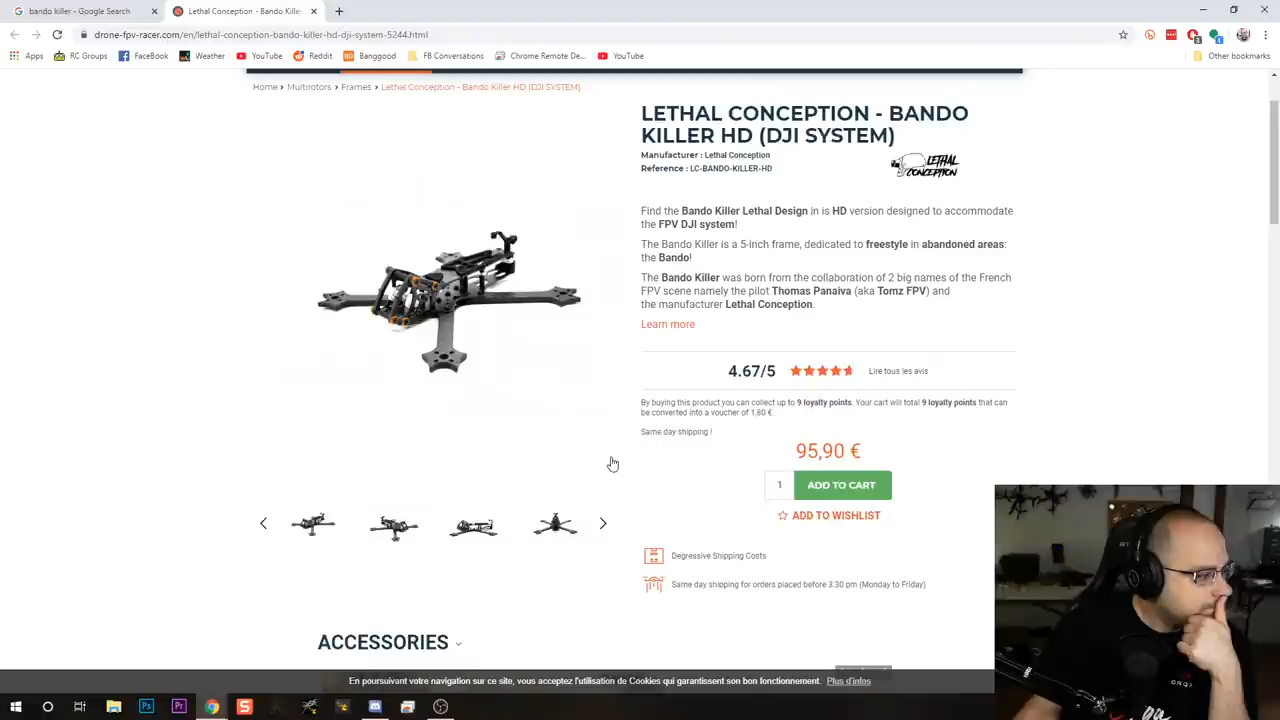 bando killer - Google Search
Lethal Conception - Bando Kille
drone-fpv-racer.com/en/lethal-conception-bando-killer-hd-dji-system-5244.html
Apps
RC Groups
FaceBook
Weather
YouTube
Reddit
Banggood
FB Conversations
Chrome Remote De...
YouTube
Other bookmarks
Home
Multirotors
Frames
Lethal Conception - Bando Killer HD (DJI SYSTEM)
LETHAL CONCEPTION - BANDO
KILLER HD (DJI SYSTEM)
Manufacturer : Lethal Conception
Reference : LC-BANDO-KILLER-HD
LETHAL
CONCEPTION
Find the Bando Killer Lethal Design in is HD version designed to accommodate
the FPV DJI system!
The Bando Killer is a 5-inch frame, dedicated to freestyle in abandoned areas:
the Bando!
The Bando Killer was born from the collaboration of 2 big names of the French
FPV scene namely the pilot Thomas Panaiva (aka Tomz FPV) and
the manufacturer Lethal Conception.
Learn more
4.67/5
Lire tous les avis
By buying this product you can collect up to 9 loyalty points. Your cart will total 9 loyalty points that can
be converted into a voucher of 1,80 €.
Same day shipping !
95,90 €
1
ADD TO CART
ADD TO WISHLIST
Degressive Shipping Costs
Same day shipping for orders placed before 3:30 pm (Monday to Friday)
ACCESSORIES
En poursuivant votre navigation sur ce site, vous acceptez l'utilisation de Cookies qui garantissent son bon fonctionnement. Plus d'infos